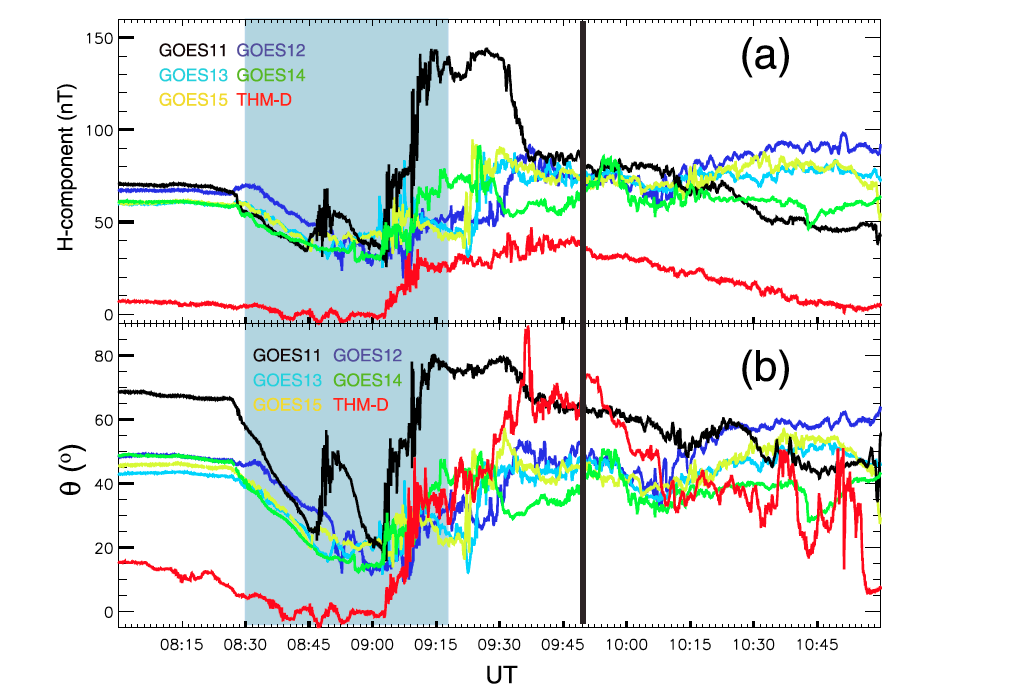 150
100
50
0
H-component (nT)
GOES11 GOES12
GOES13 GOES14
GOES15 THM-D
(a)
80
60
40
20
0
θ (°)
GOES11 GOES12
GOES13 GOES14
GOES15 THM-D
(b)
08:15 08:30 08:45 09:00 09:15 09:30 09:45 10:00 10:15 10:30 10:45
UT